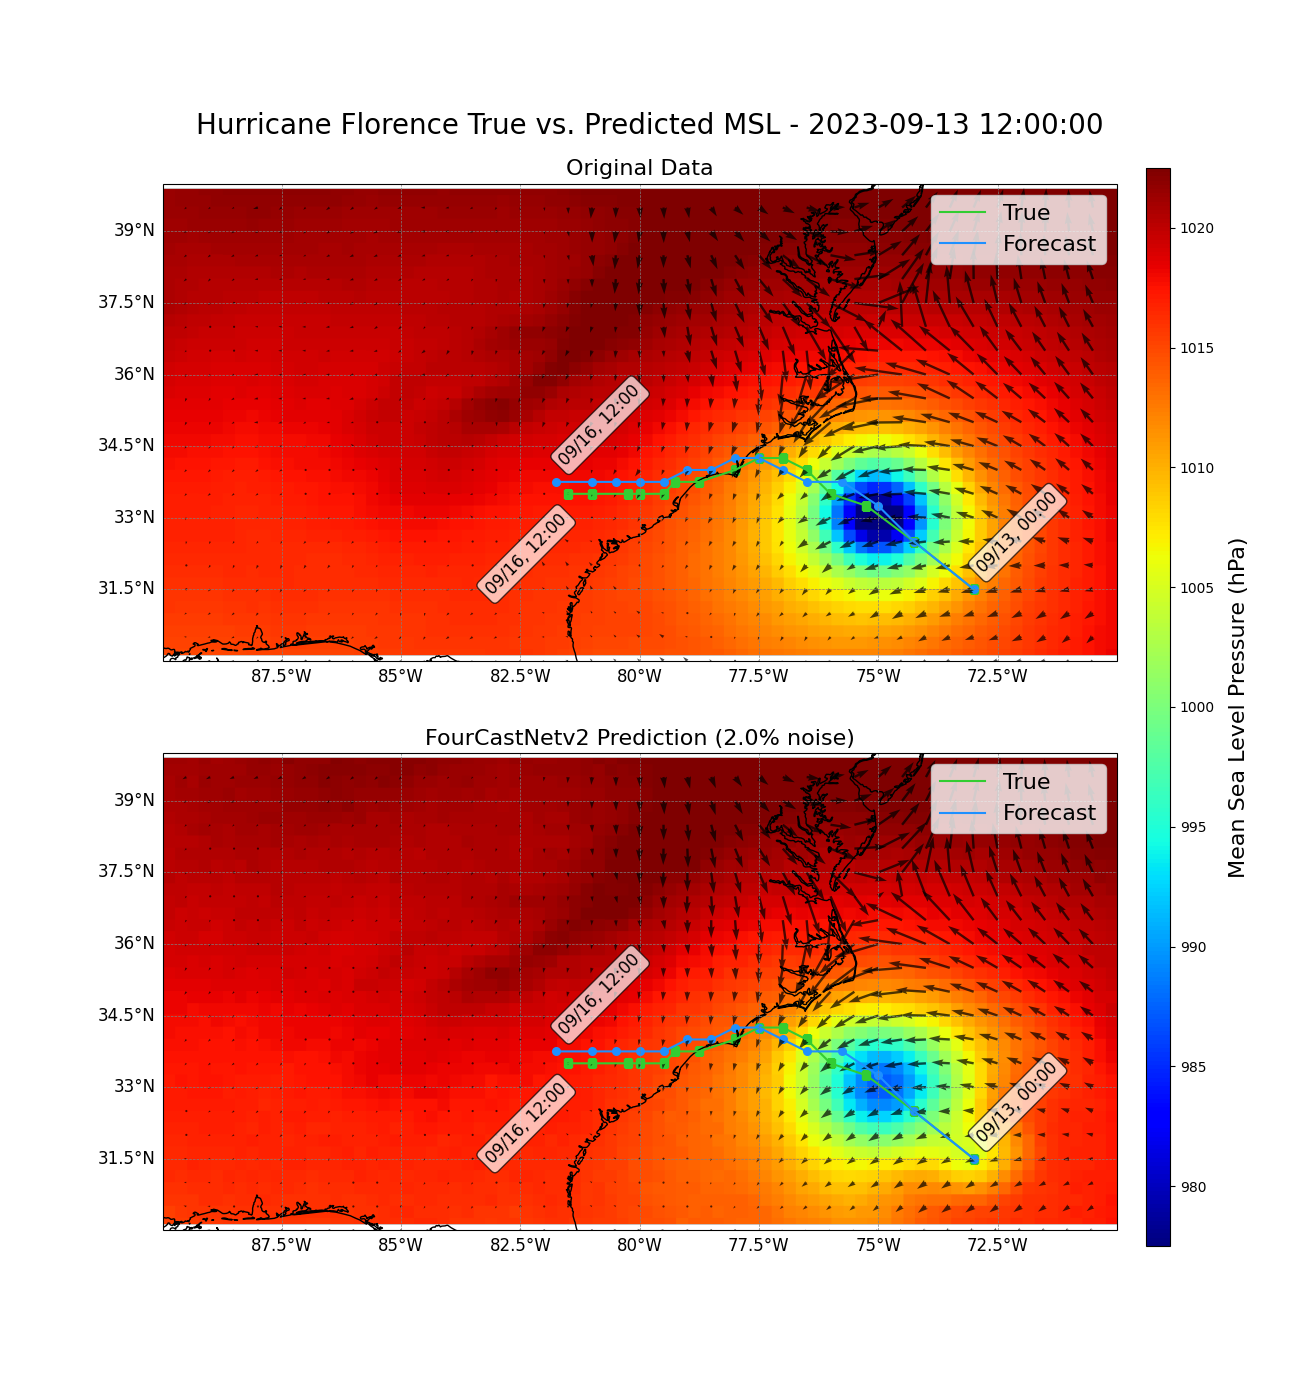 Hurricane Florence True vs. Predicted MSL - 2023-09-13 12:00:00
Original Data
True
Forecast
39°N
37.5°N
36°N
34.5°N
33°N
31.5°N
09/16, 12:00
09/16, 12:00
09/13, 00:00
87.5°W 85°W 82.5°W 80°W 77.5°W 75°W 72.5°W
FourCastNetv2 Prediction (2.0% noise)
True
Forecast
39°N
37.5°N
36°N
34.5°N
33°N
31.5°N
09/16, 12:00
09/16, 12:00
09/13, 00:00
87.5°W 85°W 82.5°W 80°W 77.5°W 75°W 72.5°W
1020
1015
1010
1005
1000
995
990
985
980
Mean Sea Level Pressure (hPa)